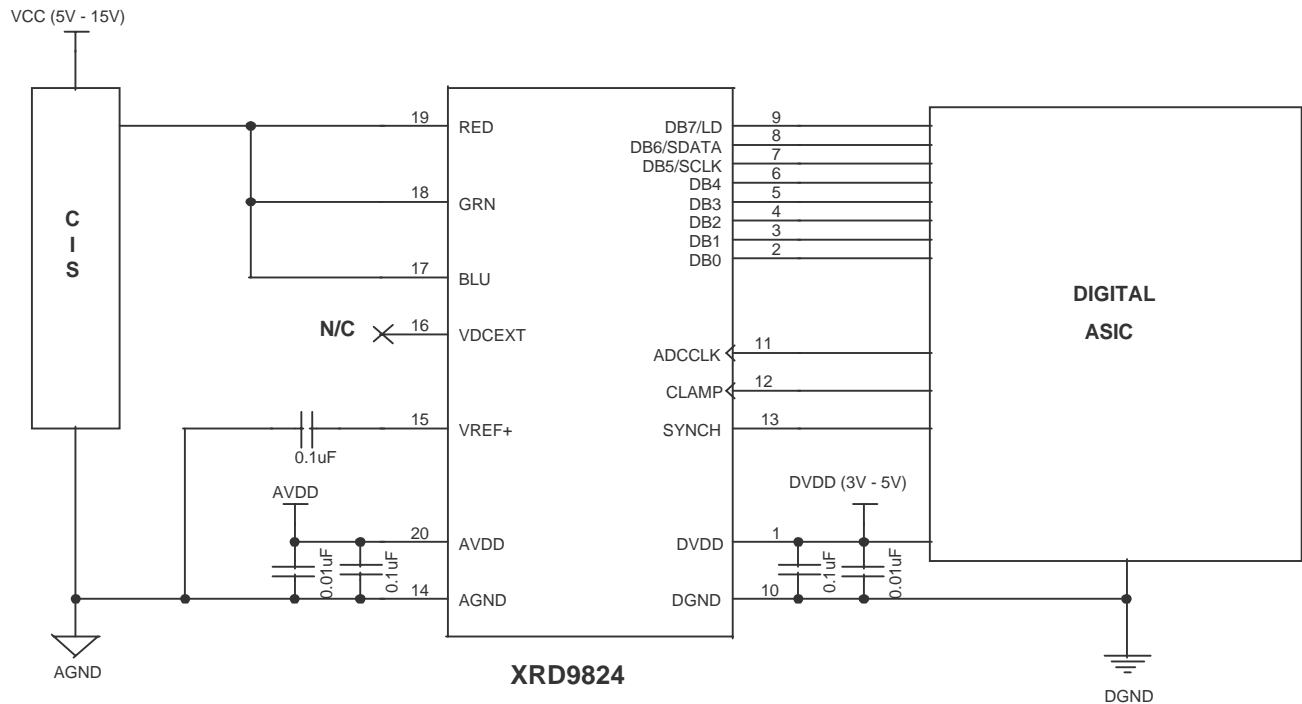 VCC (5V - 15V)
C
I
S
19 RED
18 GRN
17 BLU
N/C 16 VDCEXT
15 VREF+
0.1uF
AVDD
20 AVDD
0.01uF
0.1uF
14 AGND
AGND
DB7/LD 9
DB6/SDATA 8
DB5/SCLK 7
DB4 6
DB3 5
DB2 4
DB1 3
DB0 2
ADCCLK 11
CLAMP 12
SYNCH 13
DVDD (3V - 5V)
DVDD 1
0.1uF
0.01uF
DGND 10
XRD9824
DIGITAL
ASIC
DGND